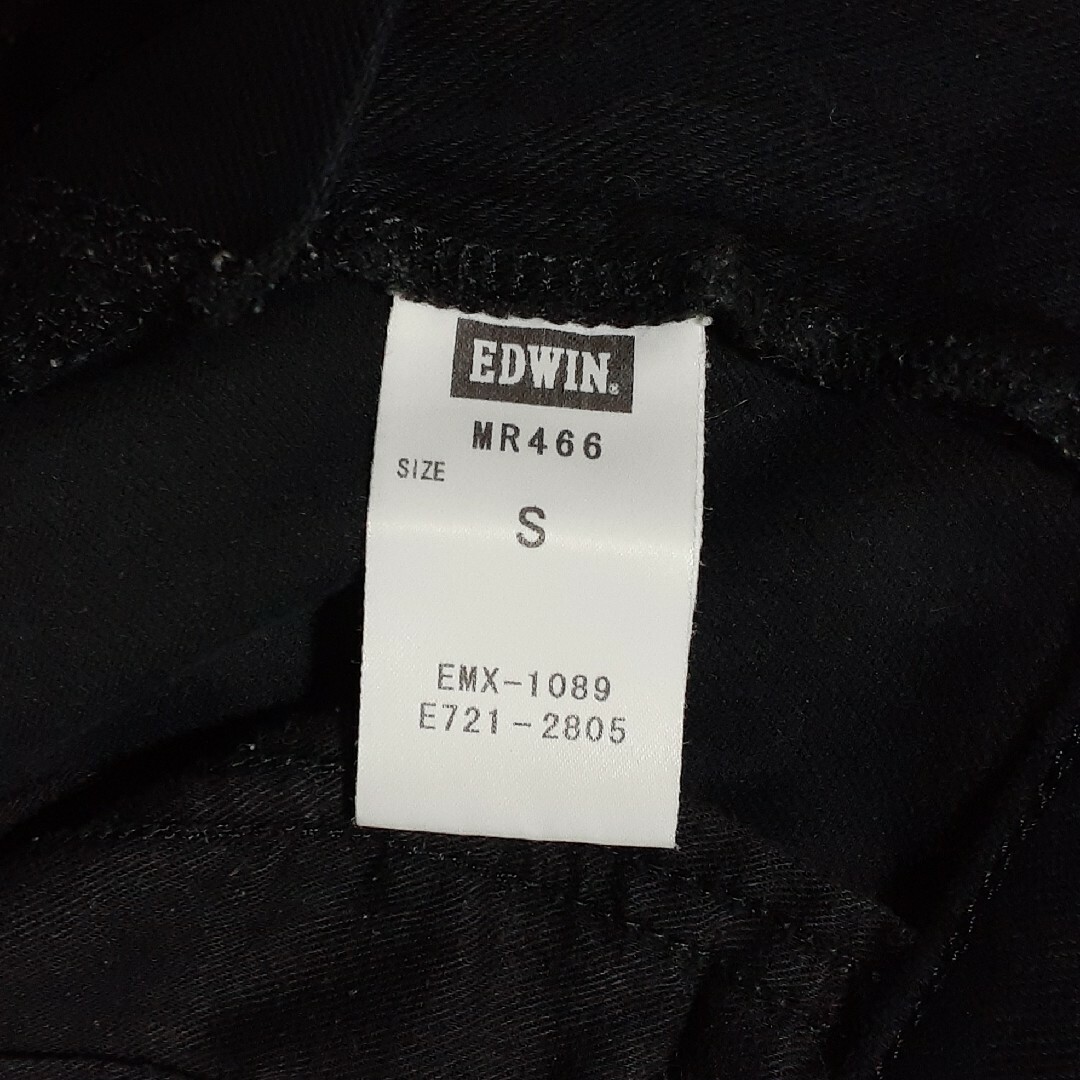 EDWIN®
MR466
SIZE
S
EMX-1089
E721-2805